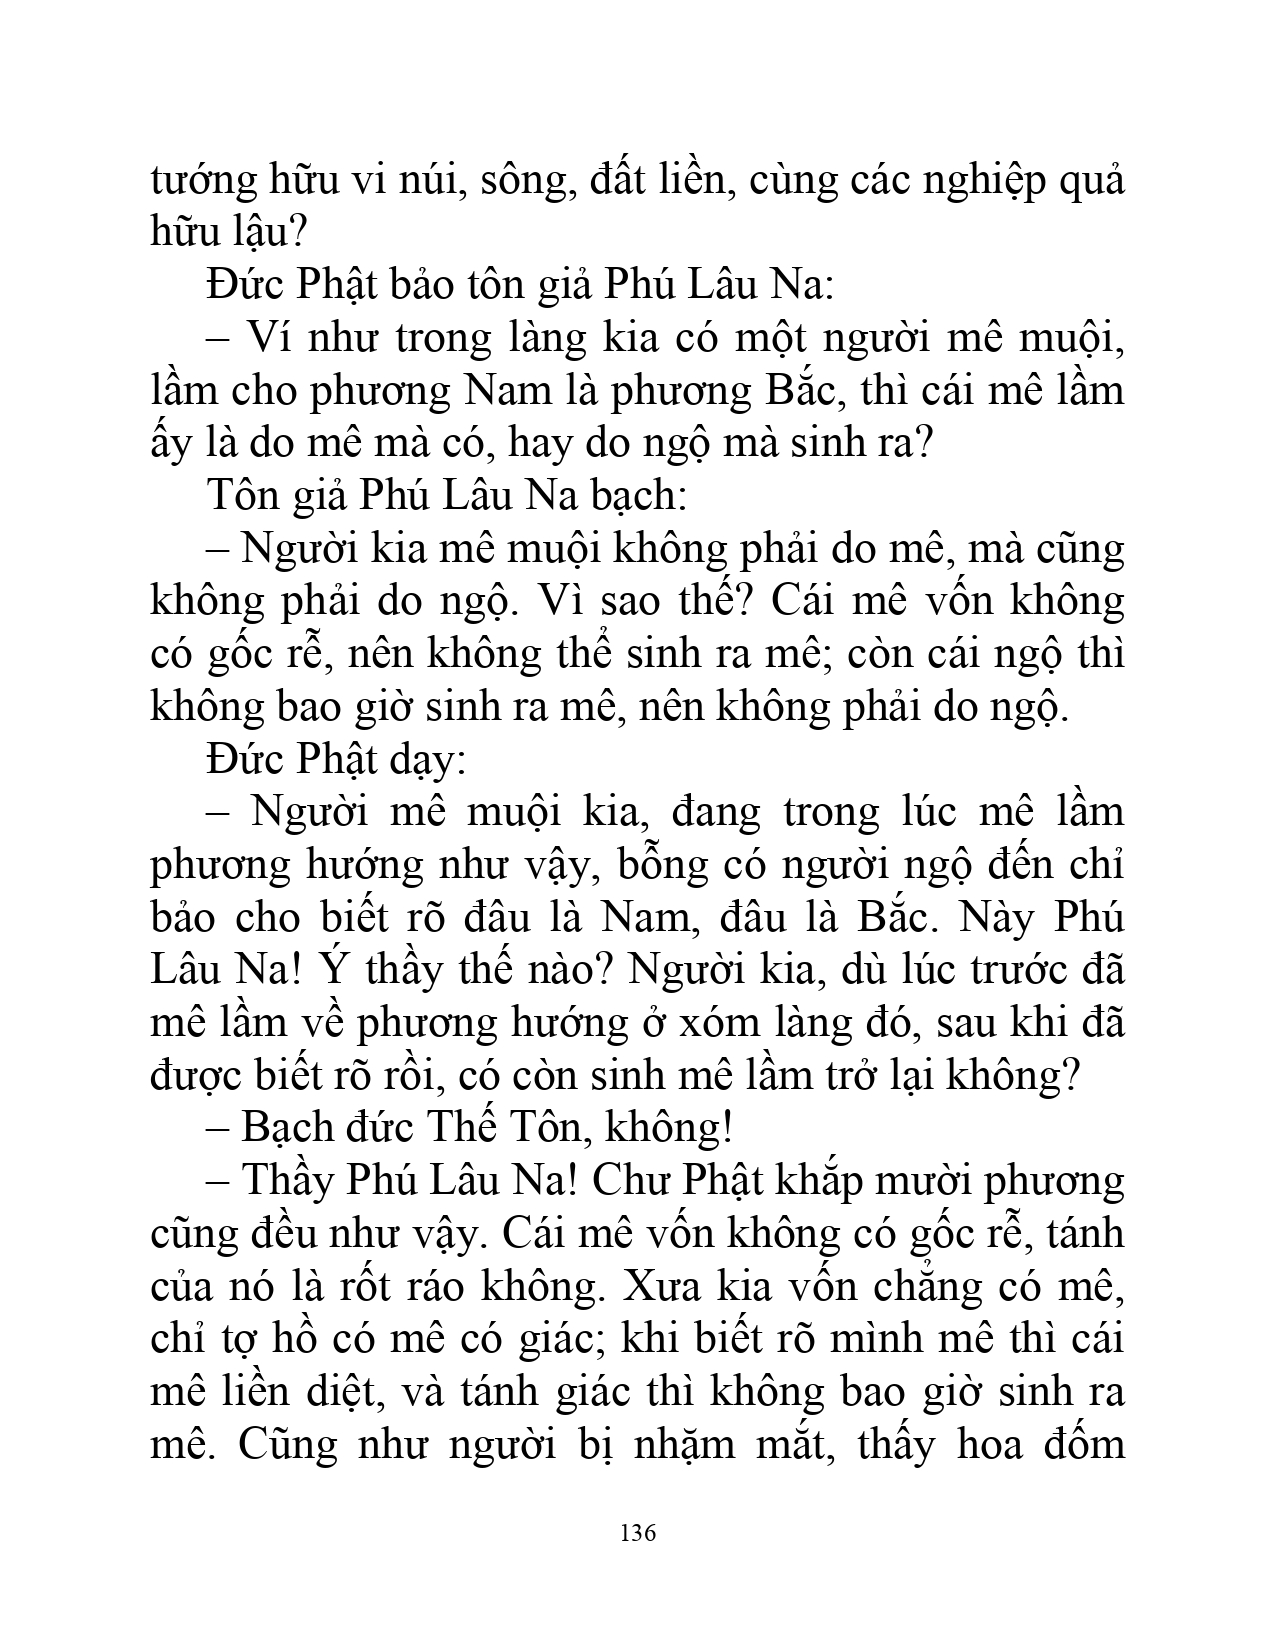 tướng hữu vi núi, sông, đất liền, cùng các nghiệp quả
hữu lậu?
Đức Phật bảo tôn giả Phú Lâu Na:
– Ví như trong làng kia có một người mê muội,
lầm cho phương Nam là phương Bắc, thì cái mê lầm
ấy là do mê mà có, hay do ngộ mà sinh ra?
Tôn giả Phú Lâu Na bạch:
– Người kia mê muội không phải do mê, mà cũng
không phải do ngộ. Vì sao thế? Cái mê vốn không
có gốc rễ, nên không thể sinh ra mê; còn cái ngộ thì
không bao giờ sinh ra mê, nên không phải do ngộ.
Đức Phật dạy:
– Người mê muội kia, đang trong lúc mê lầm
phương hướng như vậy, bỗng có người ngộ đến chỉ
bảo cho biết rõ đâu là Nam, đâu là Bắc. Này Phú
Lâu Na! Ý thầy thế nào? Người kia, dù lúc trước đã
mê lầm về phương hướng ở xóm làng đó, sau khi đã
được biết rõ rồi, có còn sinh mê lầm trở lại không?
– Bạch đức Thế Tôn, không!
– Thầy Phú Lâu Na! Chư Phật khắp mười phương
cũng đều như vậy. Cái mê vốn không có gốc rễ, tánh
của nó là rốt ráo không. Xưa kia vốn chẳng có mê,
chỉ tợ hồ có mê có giác; khi biết rõ mình mê thì cái
mê liền diệt, và tánh giác thì không bao giờ sinh ra
mê. Cũng như người bị nhặm mắt, thấy hoa đốm
136